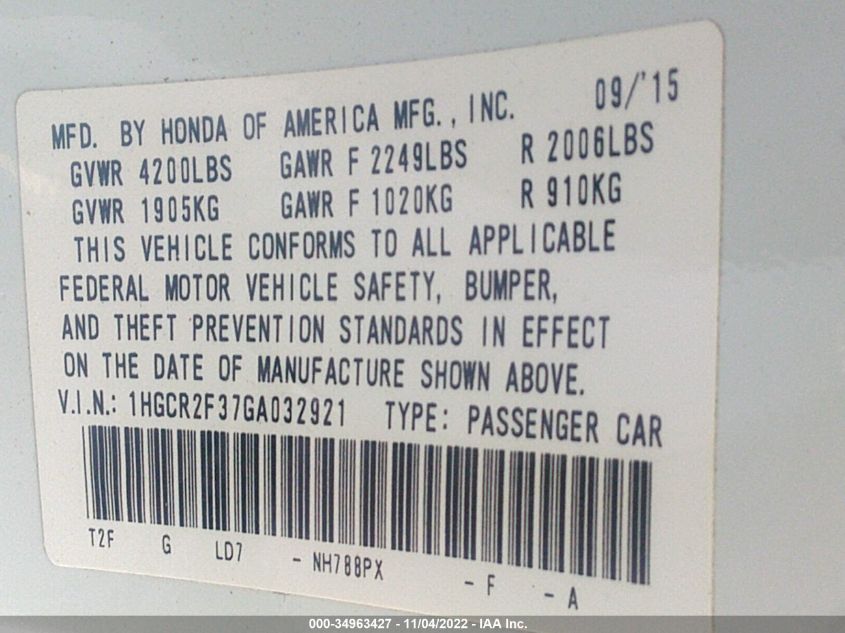 MFD. BY HONDA OF AMERICA MFG., INC. 09/'15
GVWR 4200LBS GAWR F 2249LBS R 2006LBS
GVWR 1905KG GAWR F 1020KG R 910KG
THIS VEHICLE CONFORMS TO ALL APPLICABLE
FEDERAL MOTOR VEHICLE SAFETY, BUMPER,
AND THEFT PREVENTION STANDARDS IN EFFECT
ON THE DATE OF MANUFACTURE SHOWN ABOVE.
V.I.N.: 1HGCR2F37GA032921 TYPE: PASSENGER CAR
T2F G LD7 - NH788PX - F - A
000-34963427 - 11/04/2022 - IAA Inc.